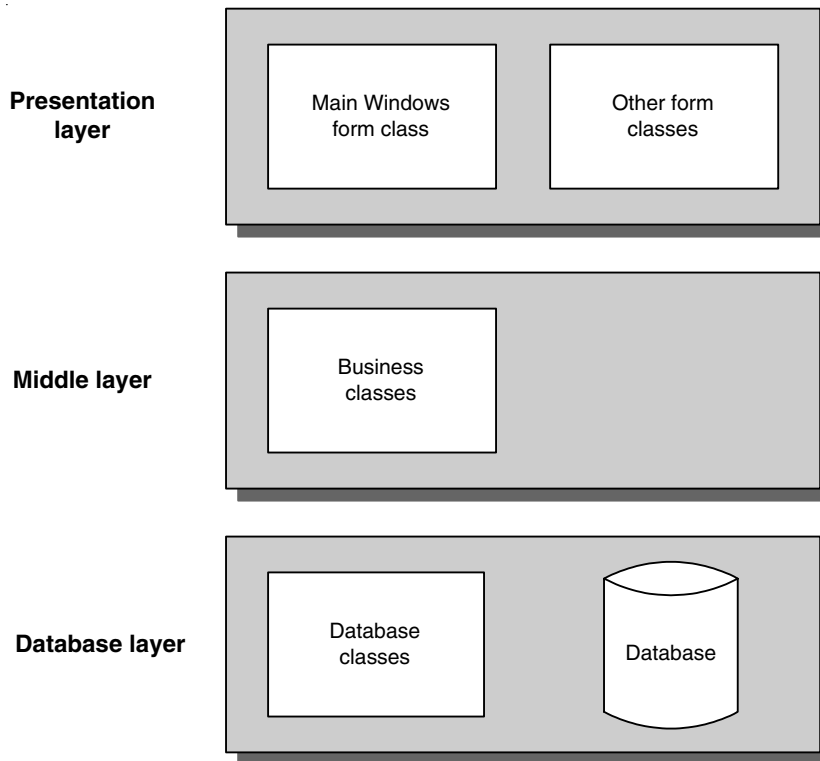 Presentation
layer
Main Windows
form class
Other form
classes
Middle layer
Business
classes
Database layer
Database
classes
Database